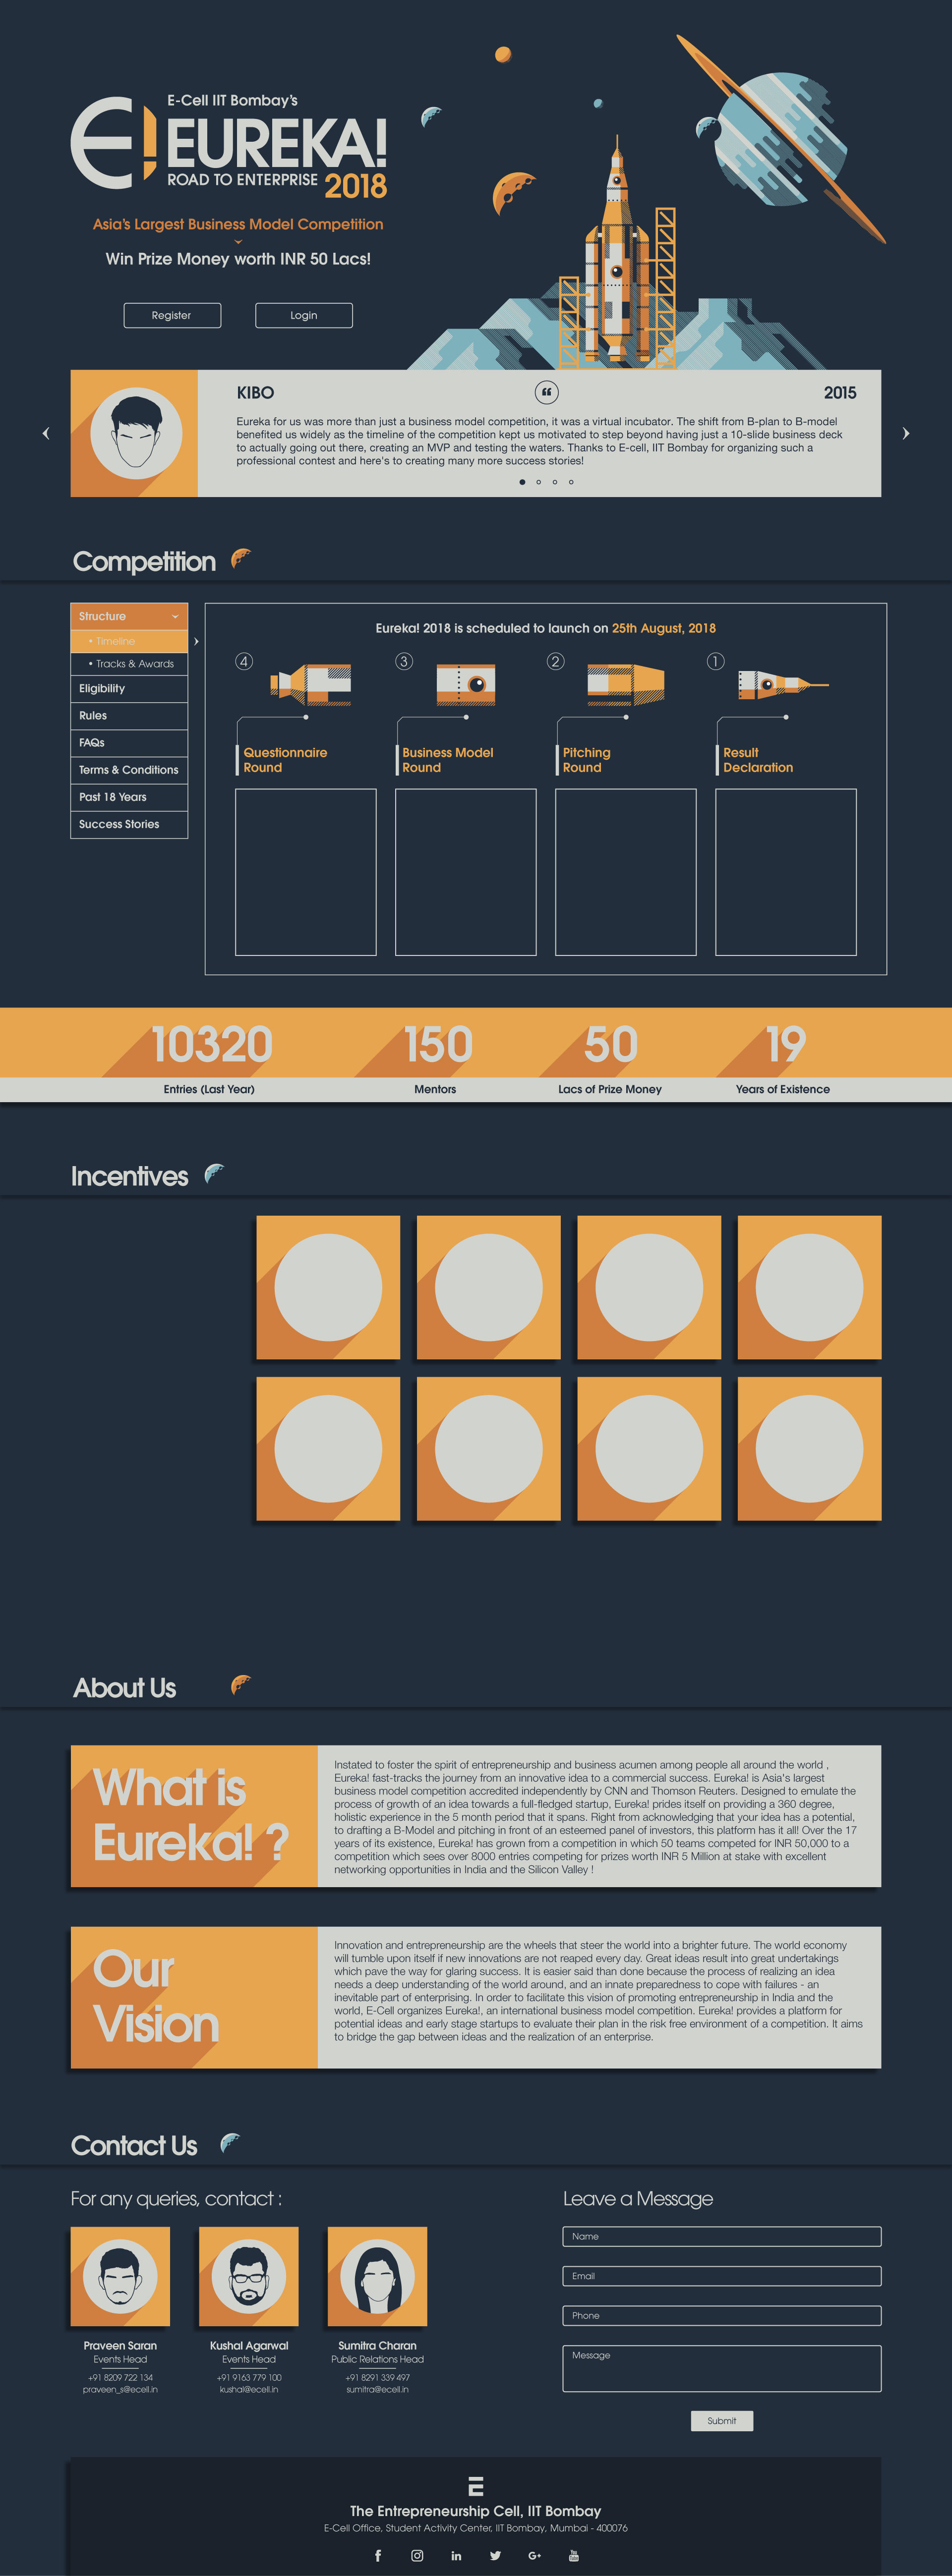 E-Cell IIT Bombay's
EUREKA!
ROAD TO ENTERPRISE 2018
Asia's Largest Business Model Competition
Win Prize Money worth INR 50 Lacs!
Register
Login
KIBO
2015
Eureka for us was more than just a business model competition, it was a virtual incubator. The shift from B-plan to B-model
benefited us widely as the timeline of the competition kept us motivated to step beyond having just a 10-slide business deck
to actually going out there, creating an MVP and testing the waters. Thanks to E-cell, IIT Bombay for organizing such a
professional contest and here's to creating many more success stories!
Competition
Structure
• Timeline
• Tracks & Awards
Eligibility
Rules
FAQs
Terms & Conditions
Past 18 Years
Success Stories
Eureka! 2018 is scheduled to launch on 25th August, 2018
4
3
2
1
Questionnaire
Round
Business Model
Round
Pitching
Round
Result
Declaration
10320
150
50
19
Entries (Last Year)
Mentors
Lacs of Prize Money
Years of Existence
Incentives
About Us
What is
Eureka! ?
Instated to foster the spirit of entrepreneurship and business acumen among people all around the world ,
Eureka! fast-tracks the journey from an innovative idea to a commercial success. Eureka! is Asia's largest
business model competition accredited independently by CNN and Thomson Reuters. Designed to emulate the
process of growth of an idea towards a full-fledged startup, Eureka! prides itself on providing a 360 degree,
holistic experience in the 5 month period that it spans. Right from acknowledging that your idea has a potential,
to drafting a B-Model and pitching in front of an esteemed panel of investors, this platform has it all! Over the 17
years of its existence, Eureka! has grown from a competition in which 50 teams competed for INR 50,000 to a
competition which sees over 8000 entries competing for prizes worth INR 5 Million at stake with excellent
networking opportunities in India and the Silicon Valley !
Our
Vision
Innovation and entrepreneurship are the wheels that steer the world into a brighter future. The world economy
will tumble upon itself if new innovations are not reaped every day. Great ideas result into great undertakings
which pave the way for glaring success. It is easier said than done because the process of realizing an idea
needs a deep understanding of the world around, and an innate preparedness to cope with failures - an
inevitable part of enterprising. In order to facilitate this vision of promoting entrepreneurship in India and the
world, E-Cell organizes Eureka!, an international business model competition. Eureka! provides a platform for
potential ideas and early stage startups to evaluate their plan in the risk free environment of a competition. It aims
to bridge the gap between ideas and the realization of an enterprise.
Contact Us
For any queries, contact :
Praveen Saran
Events Head
+91 8209 722 134
praveen_s@ecell.in
Kushal Agarwal
Events Head
+91 9163 779 100
kushal@ecell.in
Sumitra Charan
Public Relations Head
+91 8291 339 497
sumitra@ecell.in
Leave a Message
Name
Email
Phone
Message
Submit
The Entrepreneurship Cell, IIT Bombay
E-Cell Office, Student Activity Center, IIT Bombay, Mumbai - 400076